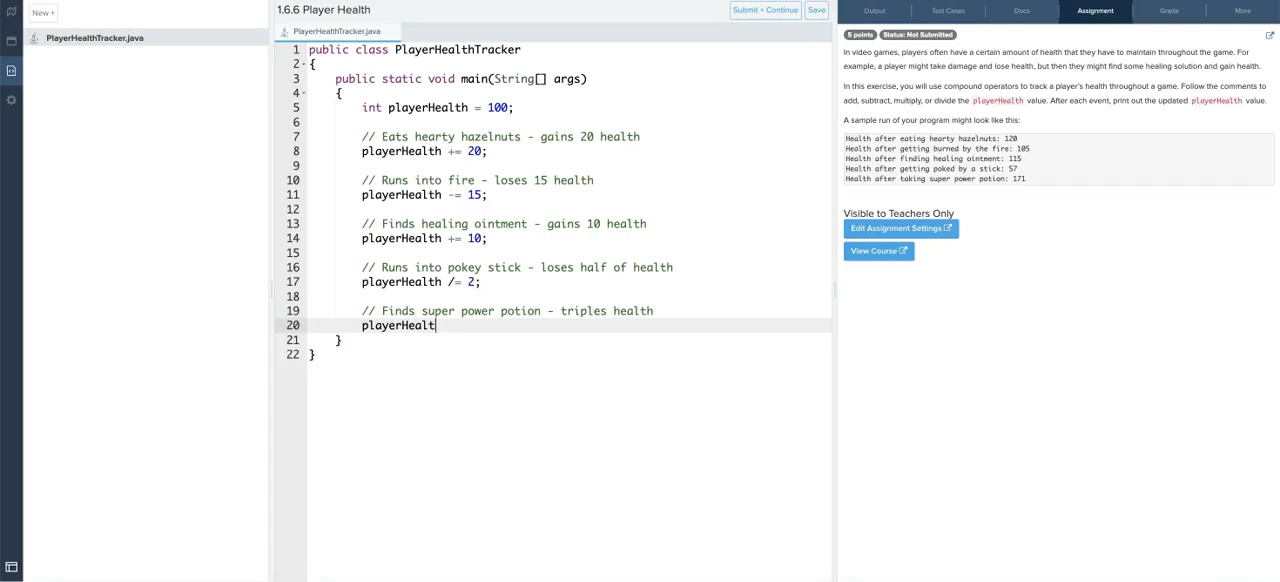 New +
PlayerHealthTracker.java
1.6.6 Player Health
Submit + Continue
Save
PlayerHealthTracker.java
1 public class PlayerHealthTracker
2 {
3 public static void main(String[] args)
4 {
5 int playerHealth = 100;
6
7 // Eats hearty hazelnuts - gains 20 health
8 playerHealth += 20;
9
10 // Runs into fire - loses 15 health
11 playerHealth -= 15;
12
13 // Finds healing ointment - gains 10 health
14 playerHealth += 10;
15
16 // Runs into pokey stick - loses half of health
17 playerHealth /= 2;
18
19 // Finds super power potion - triples health
20 playerHealt
21 }
22 }
Output
Test Cases
Docs
Assignment
Grade
More
5 points
Status: Not Submitted
In video games, players often have a certain amount of health that they have to maintain throughout the game. For
example, a player might take damage and lose health, but then they might find some healing solution and gain health.
In this exercise, you will use compound operators to track a player's health throughout a game. Follow the comments to
add, subtract, multiply, or divide the playerHealth value. After each event, print out the updated playerHealth value.
A sample run of your program might look like this:
Health after eating hearty hazelnuts: 120
Health after getting burned by the fire: 105
Health after finding healing ointment: 115
Health after getting poked by a stick: 57
Health after taking super power potion: 171
Visible to Teachers Only
Edit Assignment Settings
View Course